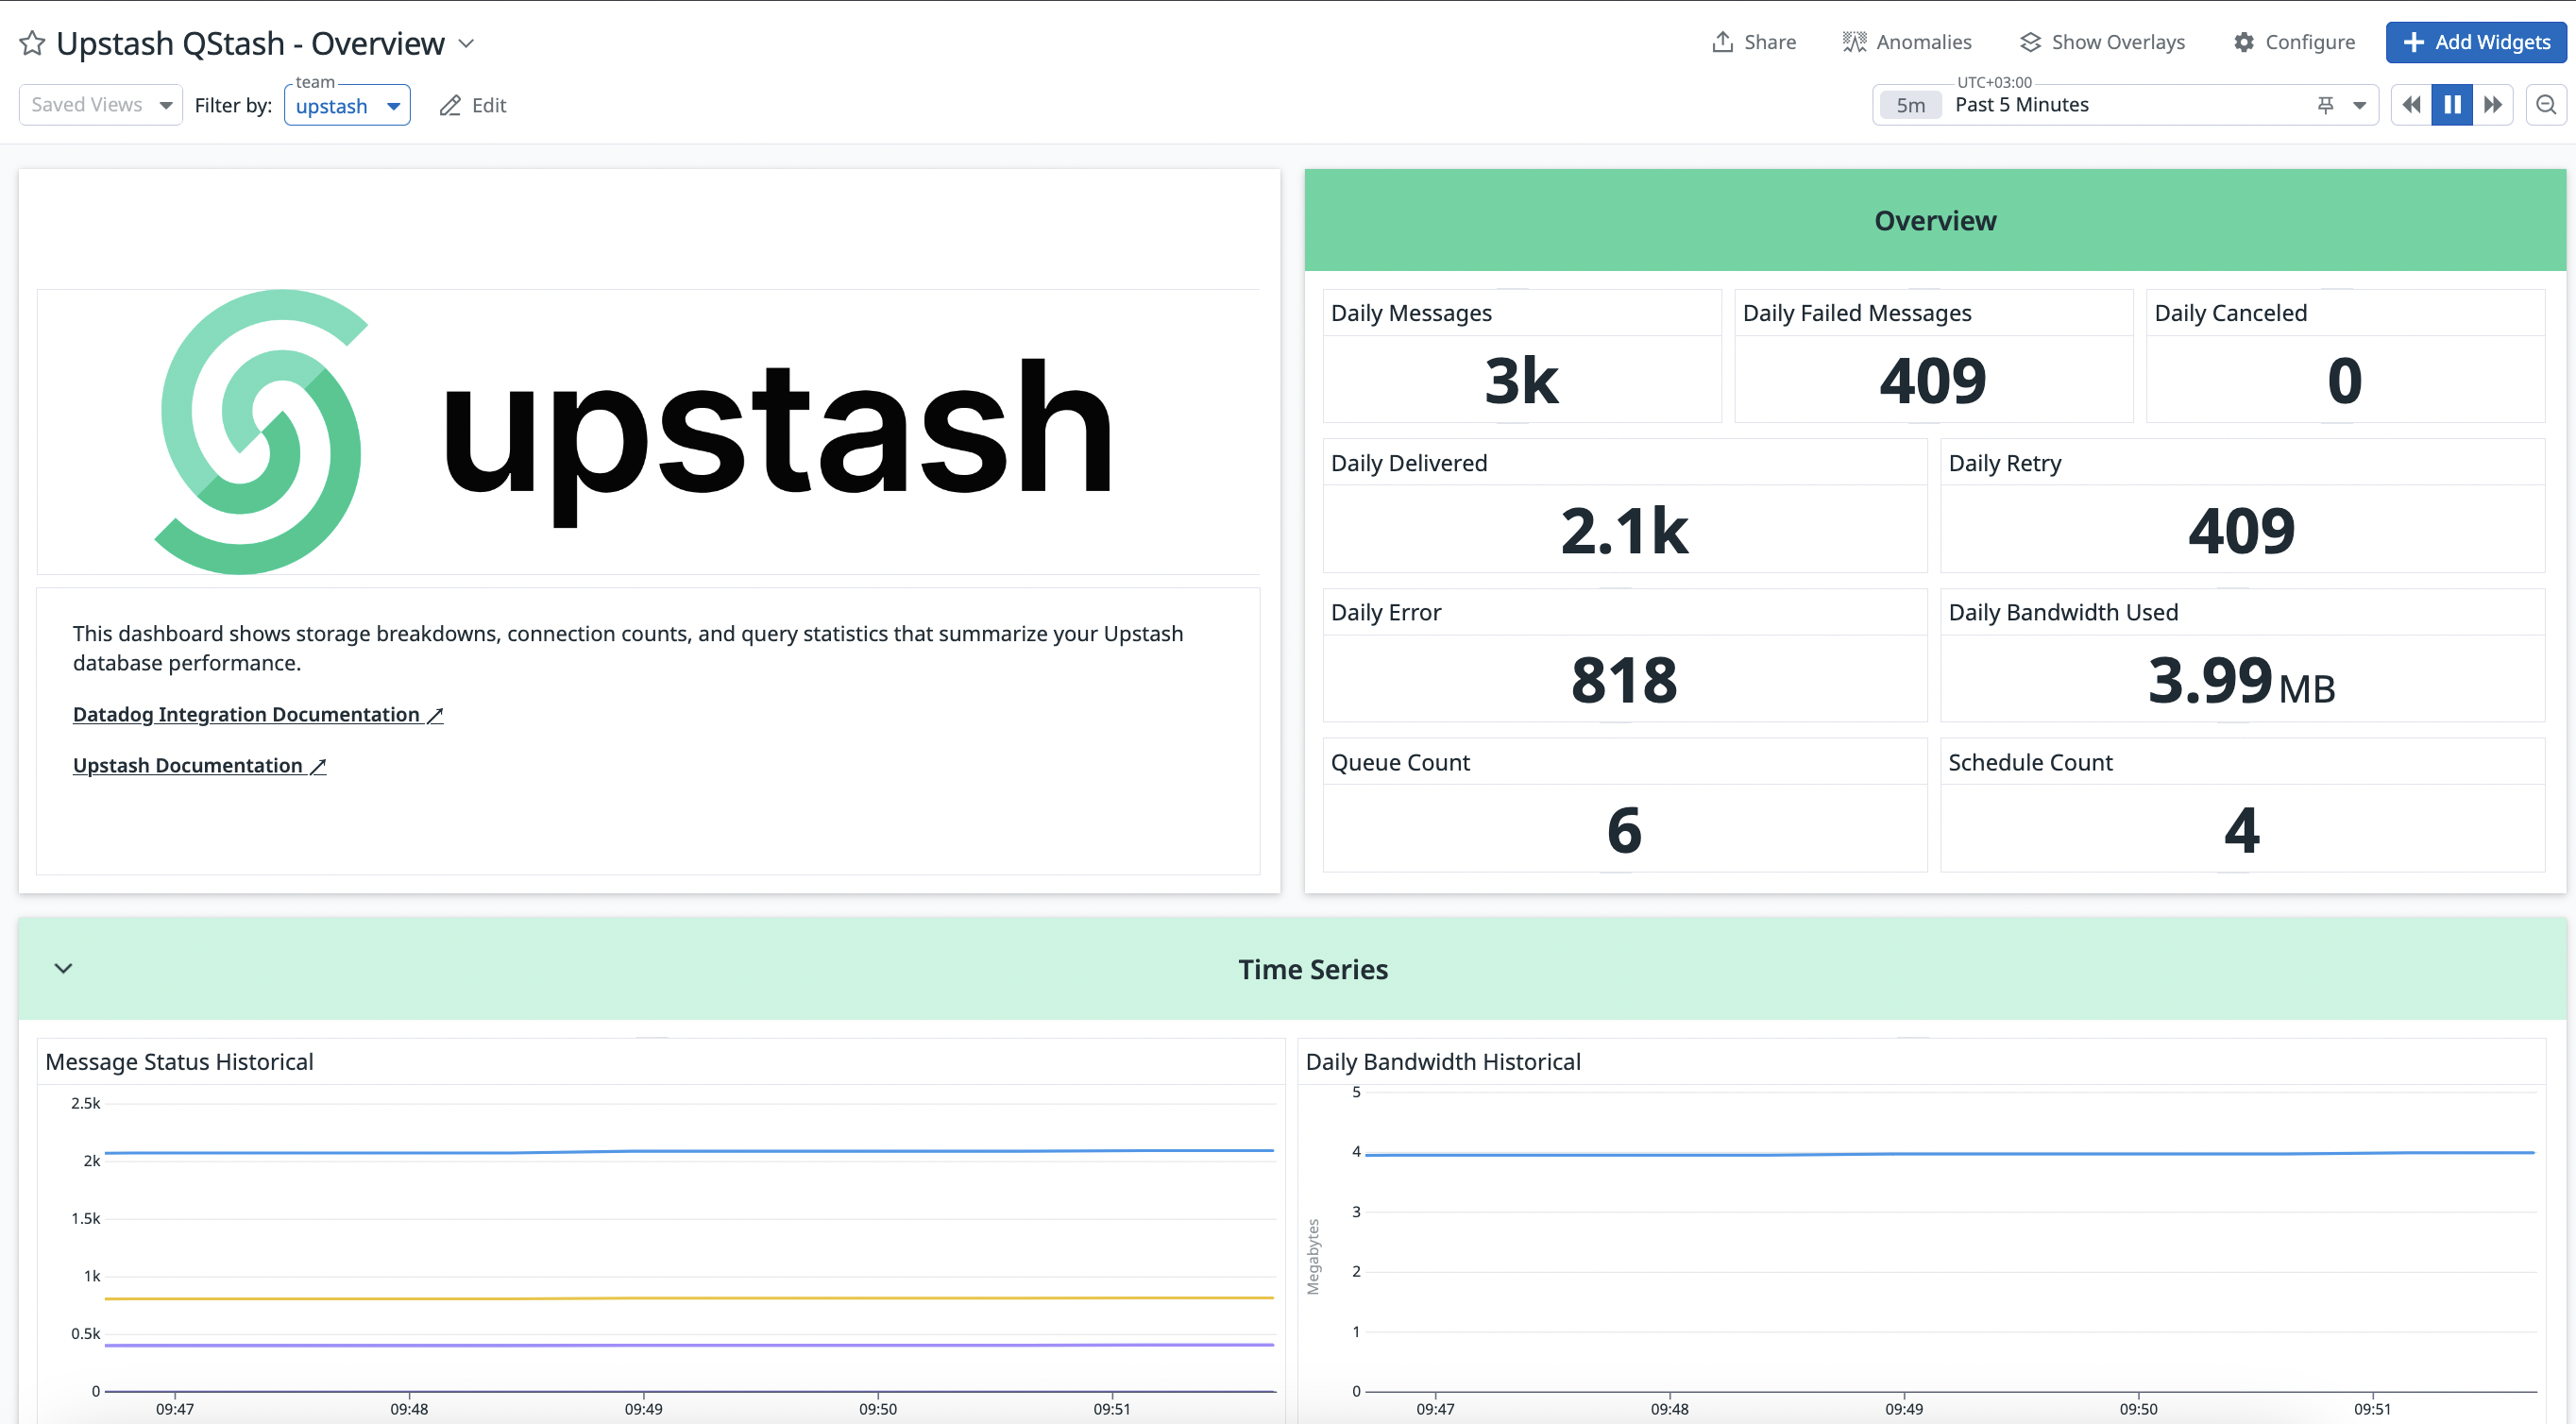 Upstash QStash - Overview
Share
Anomalies
Show Overlays
Configure
Add Widgets
Saved Views
Filter by:
team
upstash
Edit
UTC+03:00
5m
Past 5 Minutes
upstash
This dashboard shows storage breakdowns, connection counts, and query statistics that summarize your Upstash
database performance.
Datadog Integration Documentation
Upstash Documentation
Overview
Daily Messages
3k
Daily Failed Messages
409
Daily Canceled
0
Daily Delivered
2.1k
Daily Retry
409
Daily Error
818
Daily Bandwidth Used
3.99 MB
Queue Count
6
Schedule Count
4
Time Series
Message Status Historical
2.5k
2k
1.5k
1k
0.5k
0
09:47 09:48 09:49 09:50 09:51
Daily Bandwidth Historical
Megabytes
5
4
3
2
1
0
09:47 09:48 09:49 09:50 09:51